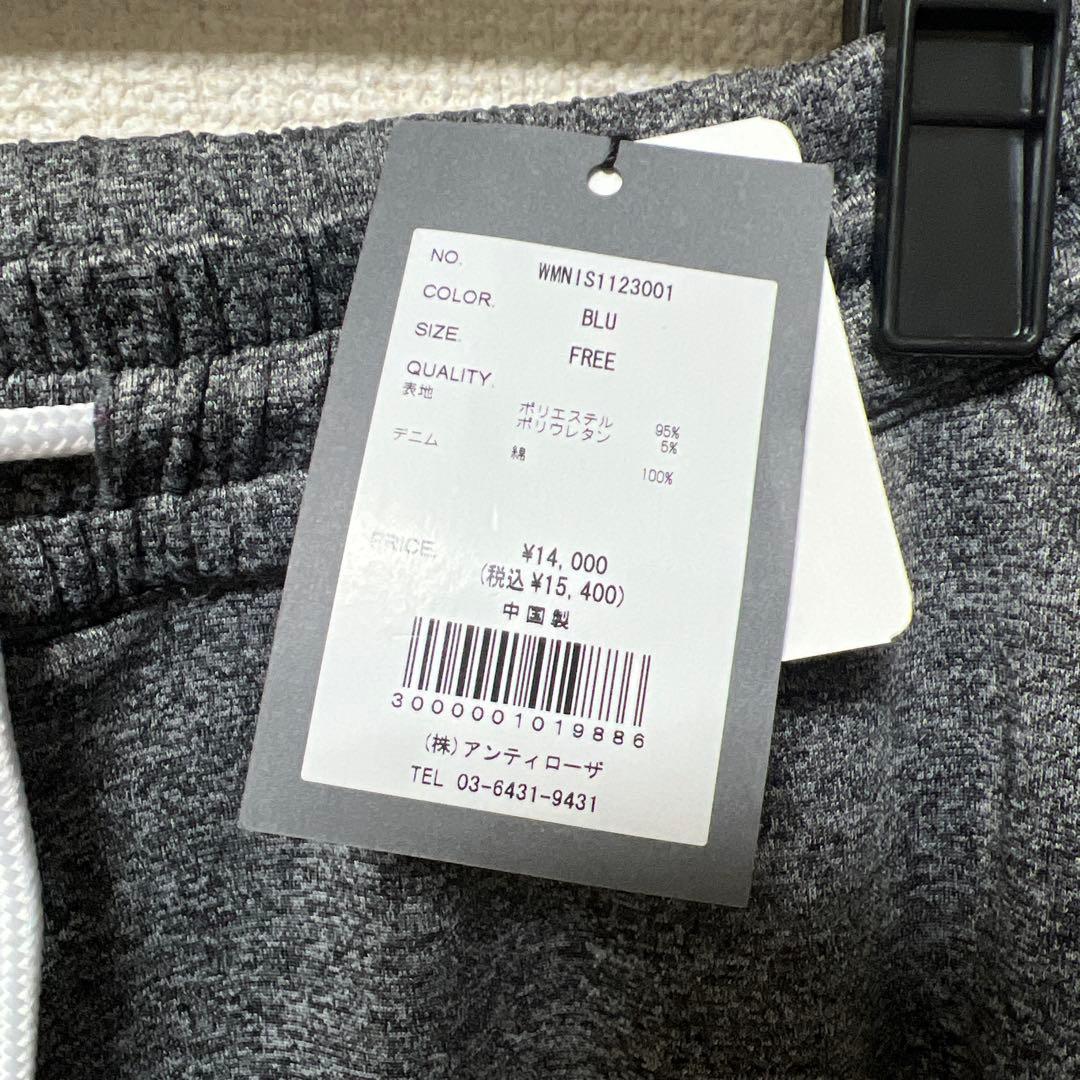 NO. WMNIS1123001
COLOR. BLU
SIZE. FREE
QUALITY.
表地 ポリエステル 95%
ポリウレタン 5%
デニム 綿 100%
PRICE. ¥14,000
(税込¥15,400)
中国製
3000001019886
(株)アンティローザ
TEL 03-6431-9431